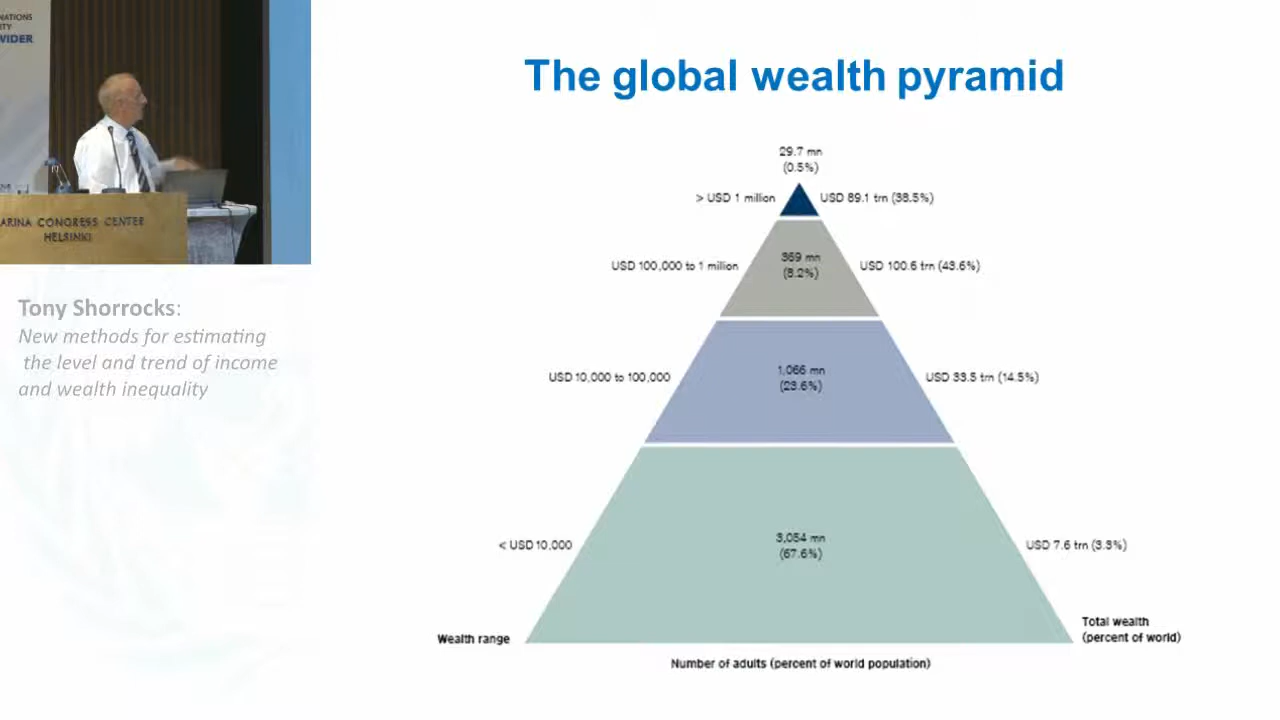 NATIONS
WIDER
ARINA CONGRESS CENTER
HELSINKI
Tony Shorrocks:
New methods for estimating
the level and trend of income
and wealth inequality
The global wealth pyramid
29.7 mn
(0.5%)
> USD 1 million
USD 89.1 trn (38.5%)
USD 100,000 to 1 million
369 mn
(8.2%)
USD 100.6 trn (43.6%)
USD 10,000 to 100,000
1,066 mn
(23.6%)
USD 33.5 trn (14.5%)
< USD 10,000
3,054 mn
(67.6%)
USD 7.6 trn (3.3%)
Wealth range
Total wealth
(percent of world)
Number of adults (percent of world population)